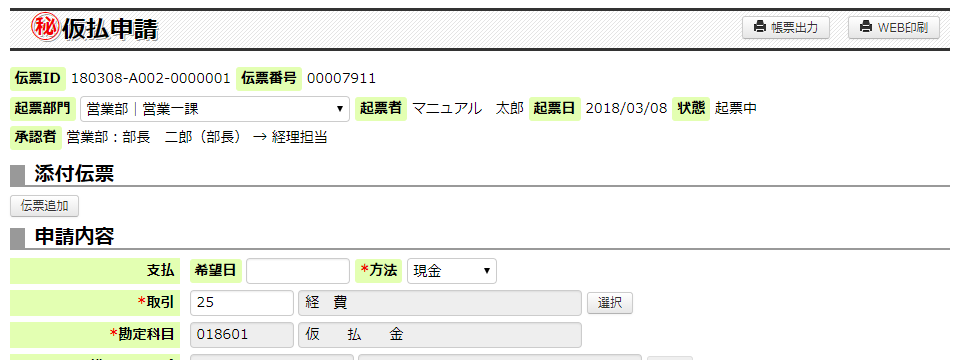 ㊙仮払申請 帳票出力 WEB印刷
伝票ID 180308-A002-0000001 伝票番号 00007911
起票部門 営業部｜営業一課 起票者 マニュアル　太郎 起票日 2018/03/08 状態 起票中
承認者 営業部：部長　二郎（部長） → 経理担当
添付伝票
伝票追加
申請内容
支払 希望日 *方法 現金
*取引 25 経　費 選択
*勘定科目 018601 仮　払　金